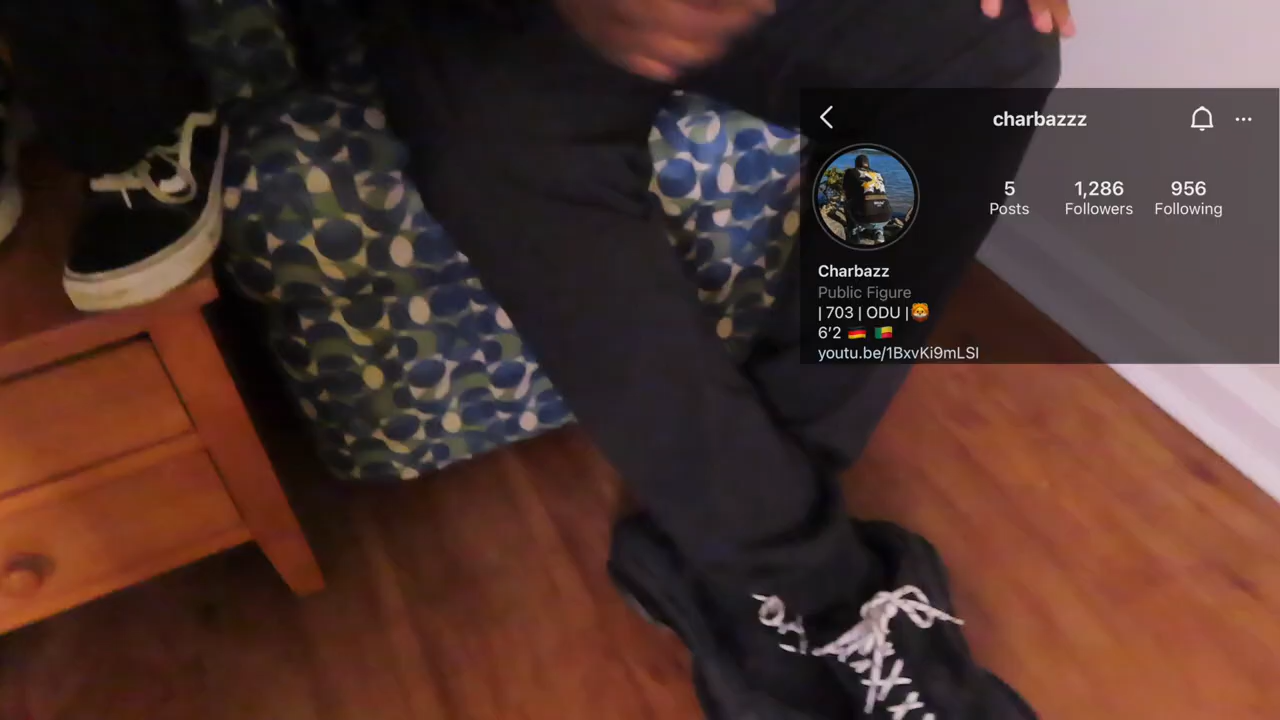 charbazzz
5 1,286 956
Posts Followers Following
Charbazz
Public Figure
| 703 | ODU |🦁
6’2 🇩🇪 🇧🇯
youtu.be/1BxvKi9mLSI